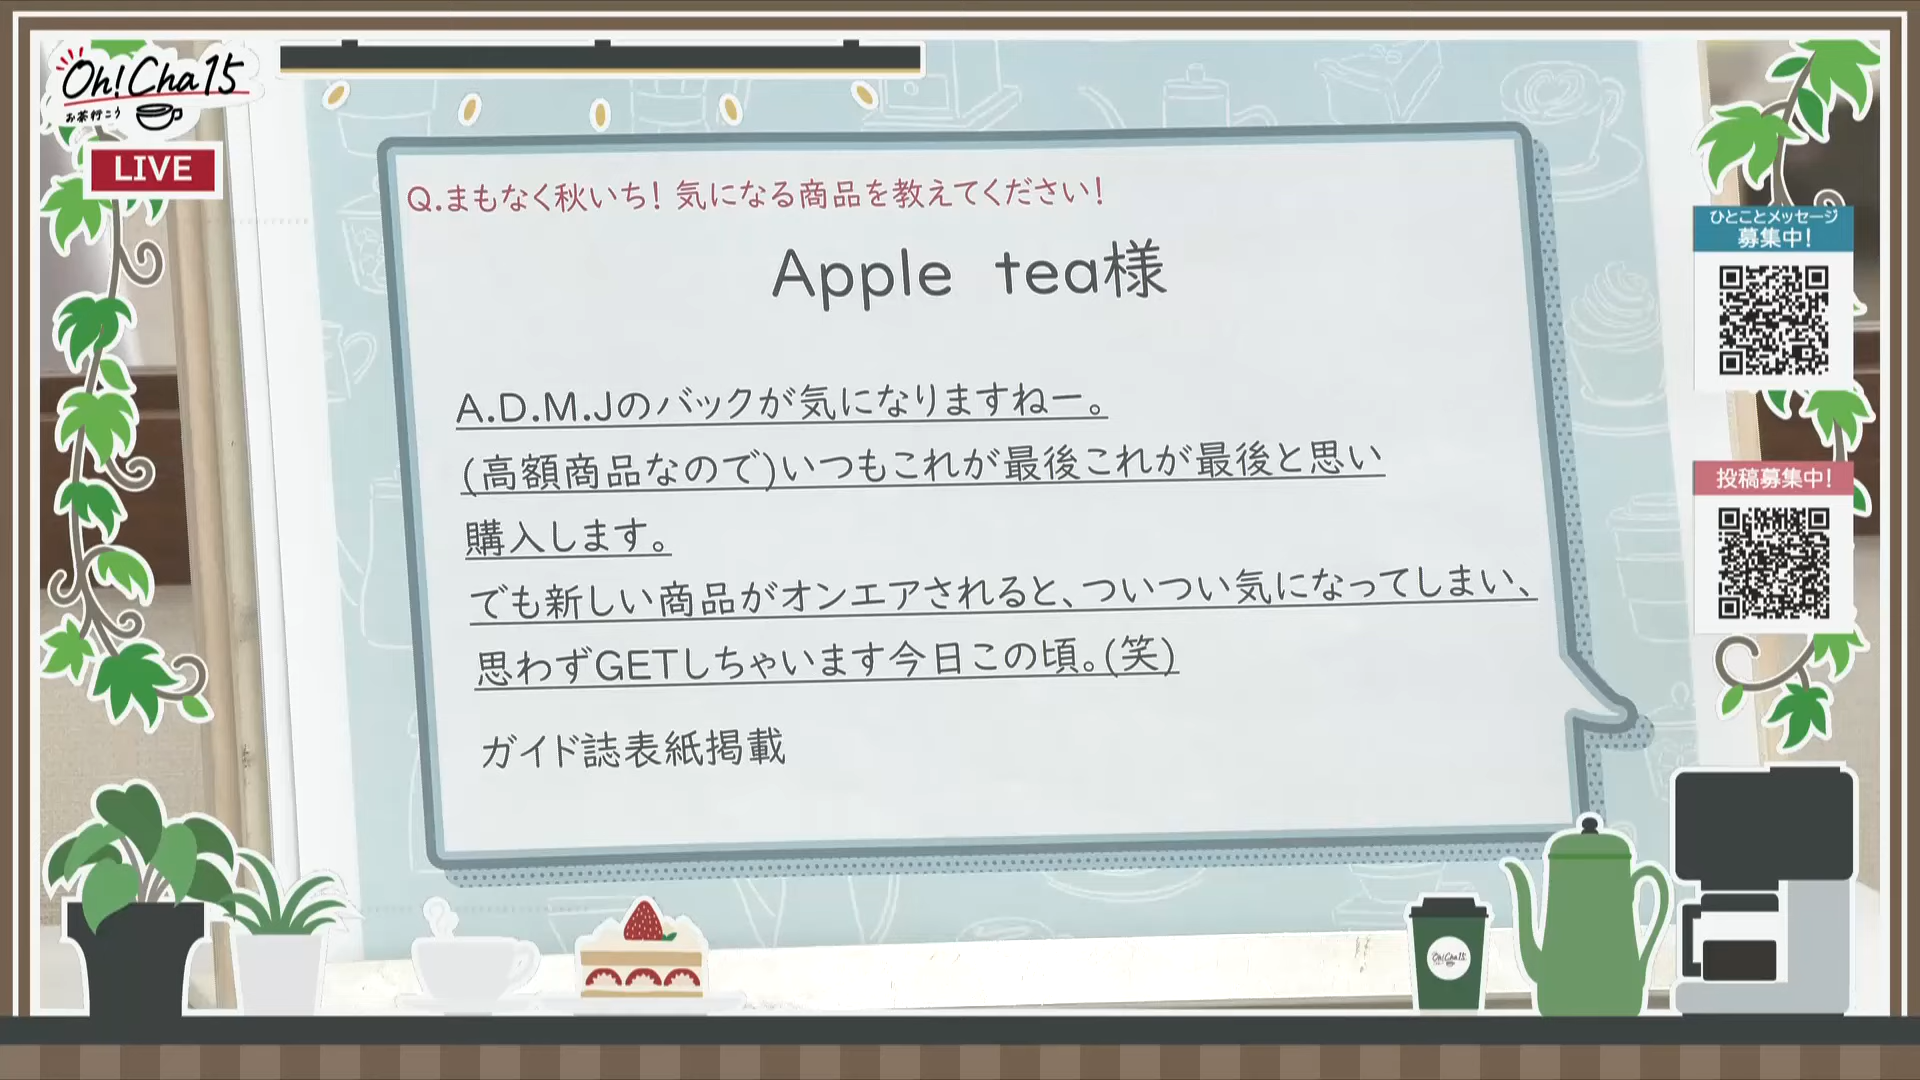 Oh!Cha15
お茶行こう
LIVE
Q.まもなく秋いち!気になる商品を教えてください!
Apple tea様
A.D.M.Jのバックが気になりますねー。
(高額商品なので)いつもこれが最後これが最後と思い
購入します。
でも新しい商品がオンエアされると、ついつい気になってしまい、
思わずGETしちゃいます今日この頃。(笑)
ガイド誌表紙掲載
ひとことメッセージ
募集中!
投稿募集中!
Oh!Cha15